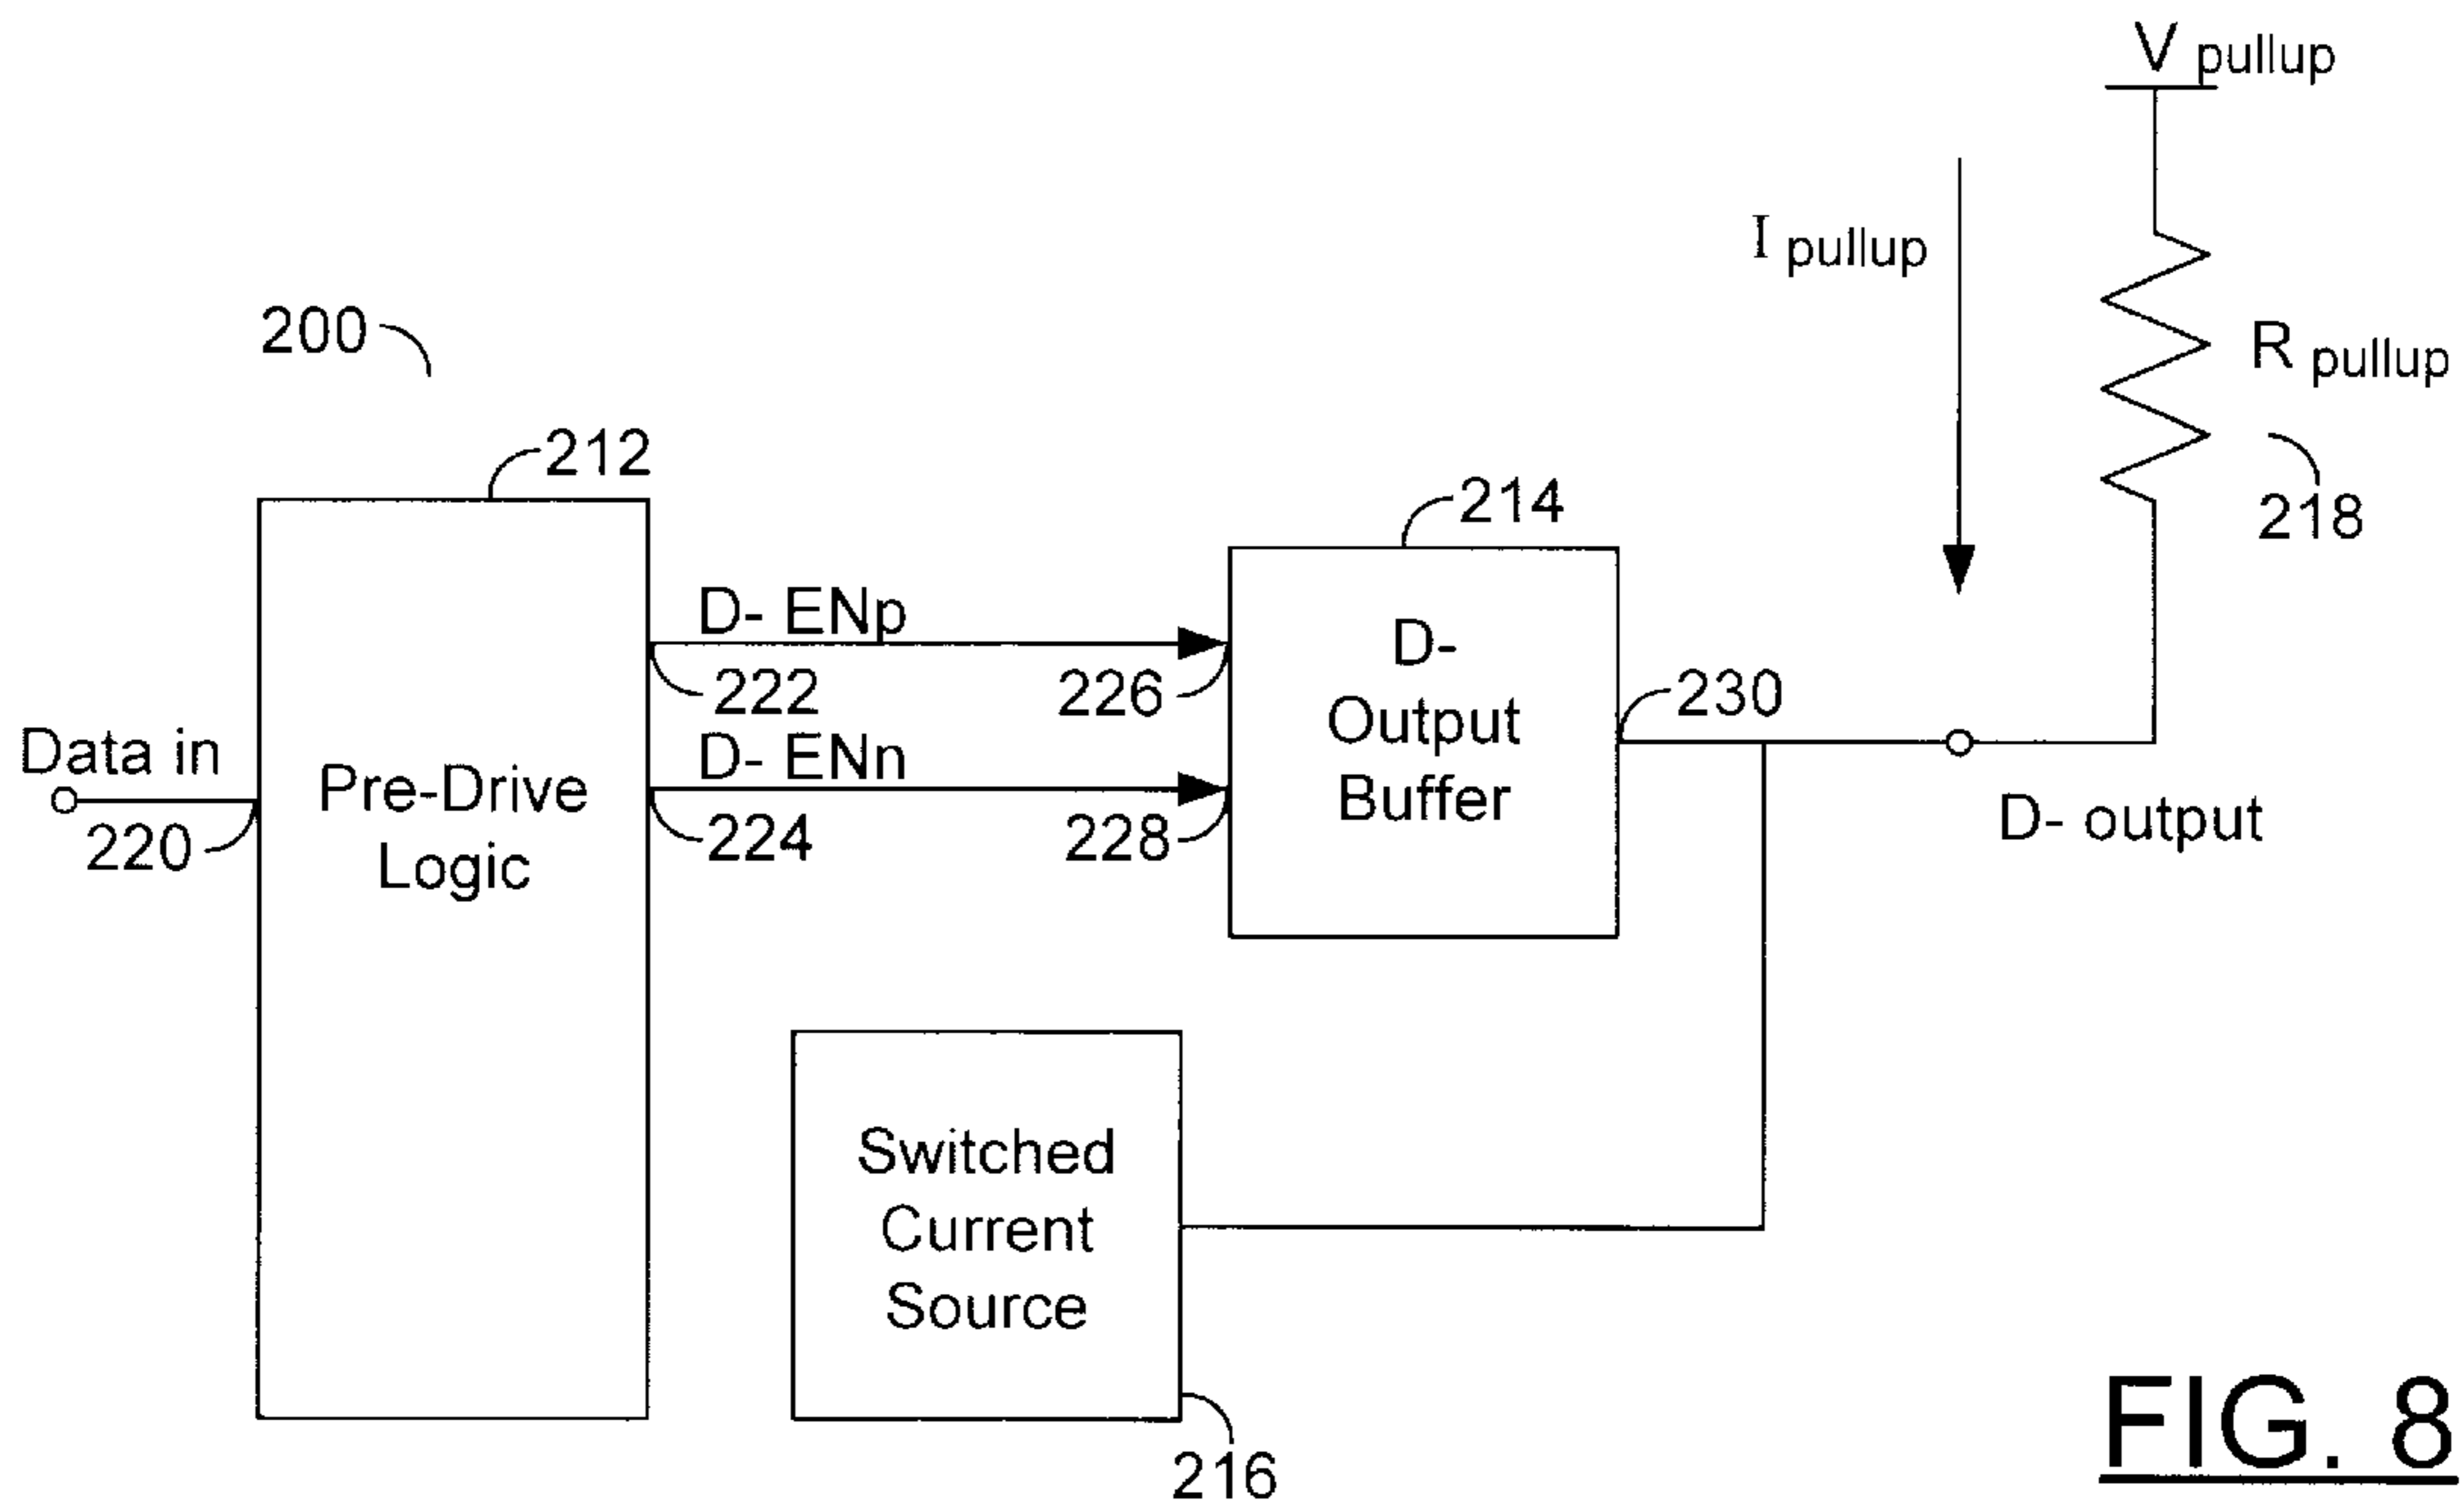 V pullup
I pullup
R pullup
218
200
212
214
D- ENp
222
226
D- ENn
224
228
Data in
220
Pre-Drive
Logic
D-
Output
Buffer
230
D- output
Switched
Current
Source
216
FIG. 8